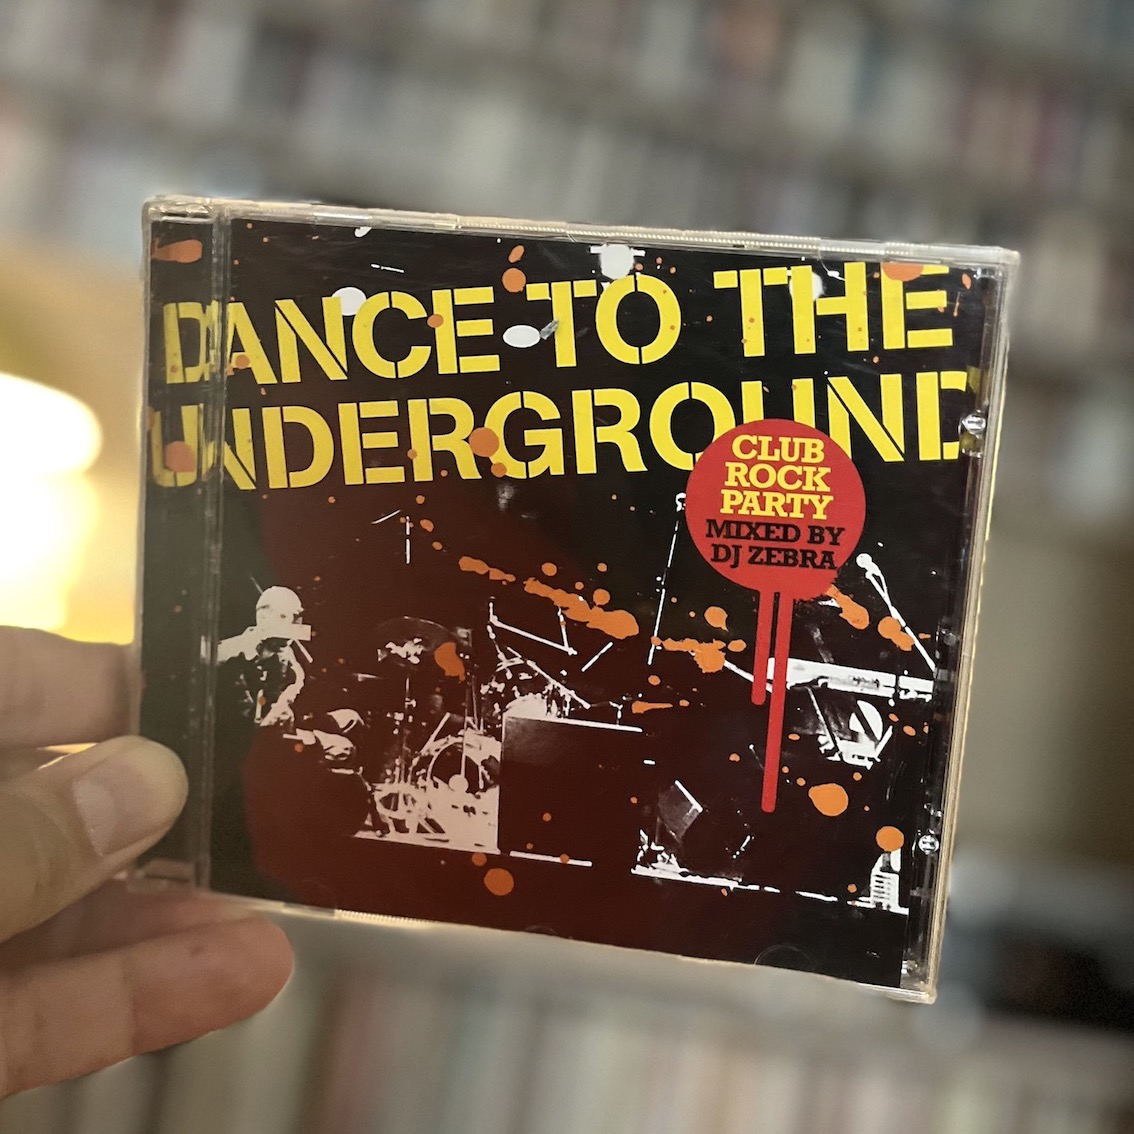 DANCE TO THE
UNDERGROUND
CLUB
ROCK
PARTY
MIXED BY
DJ ZEBRA